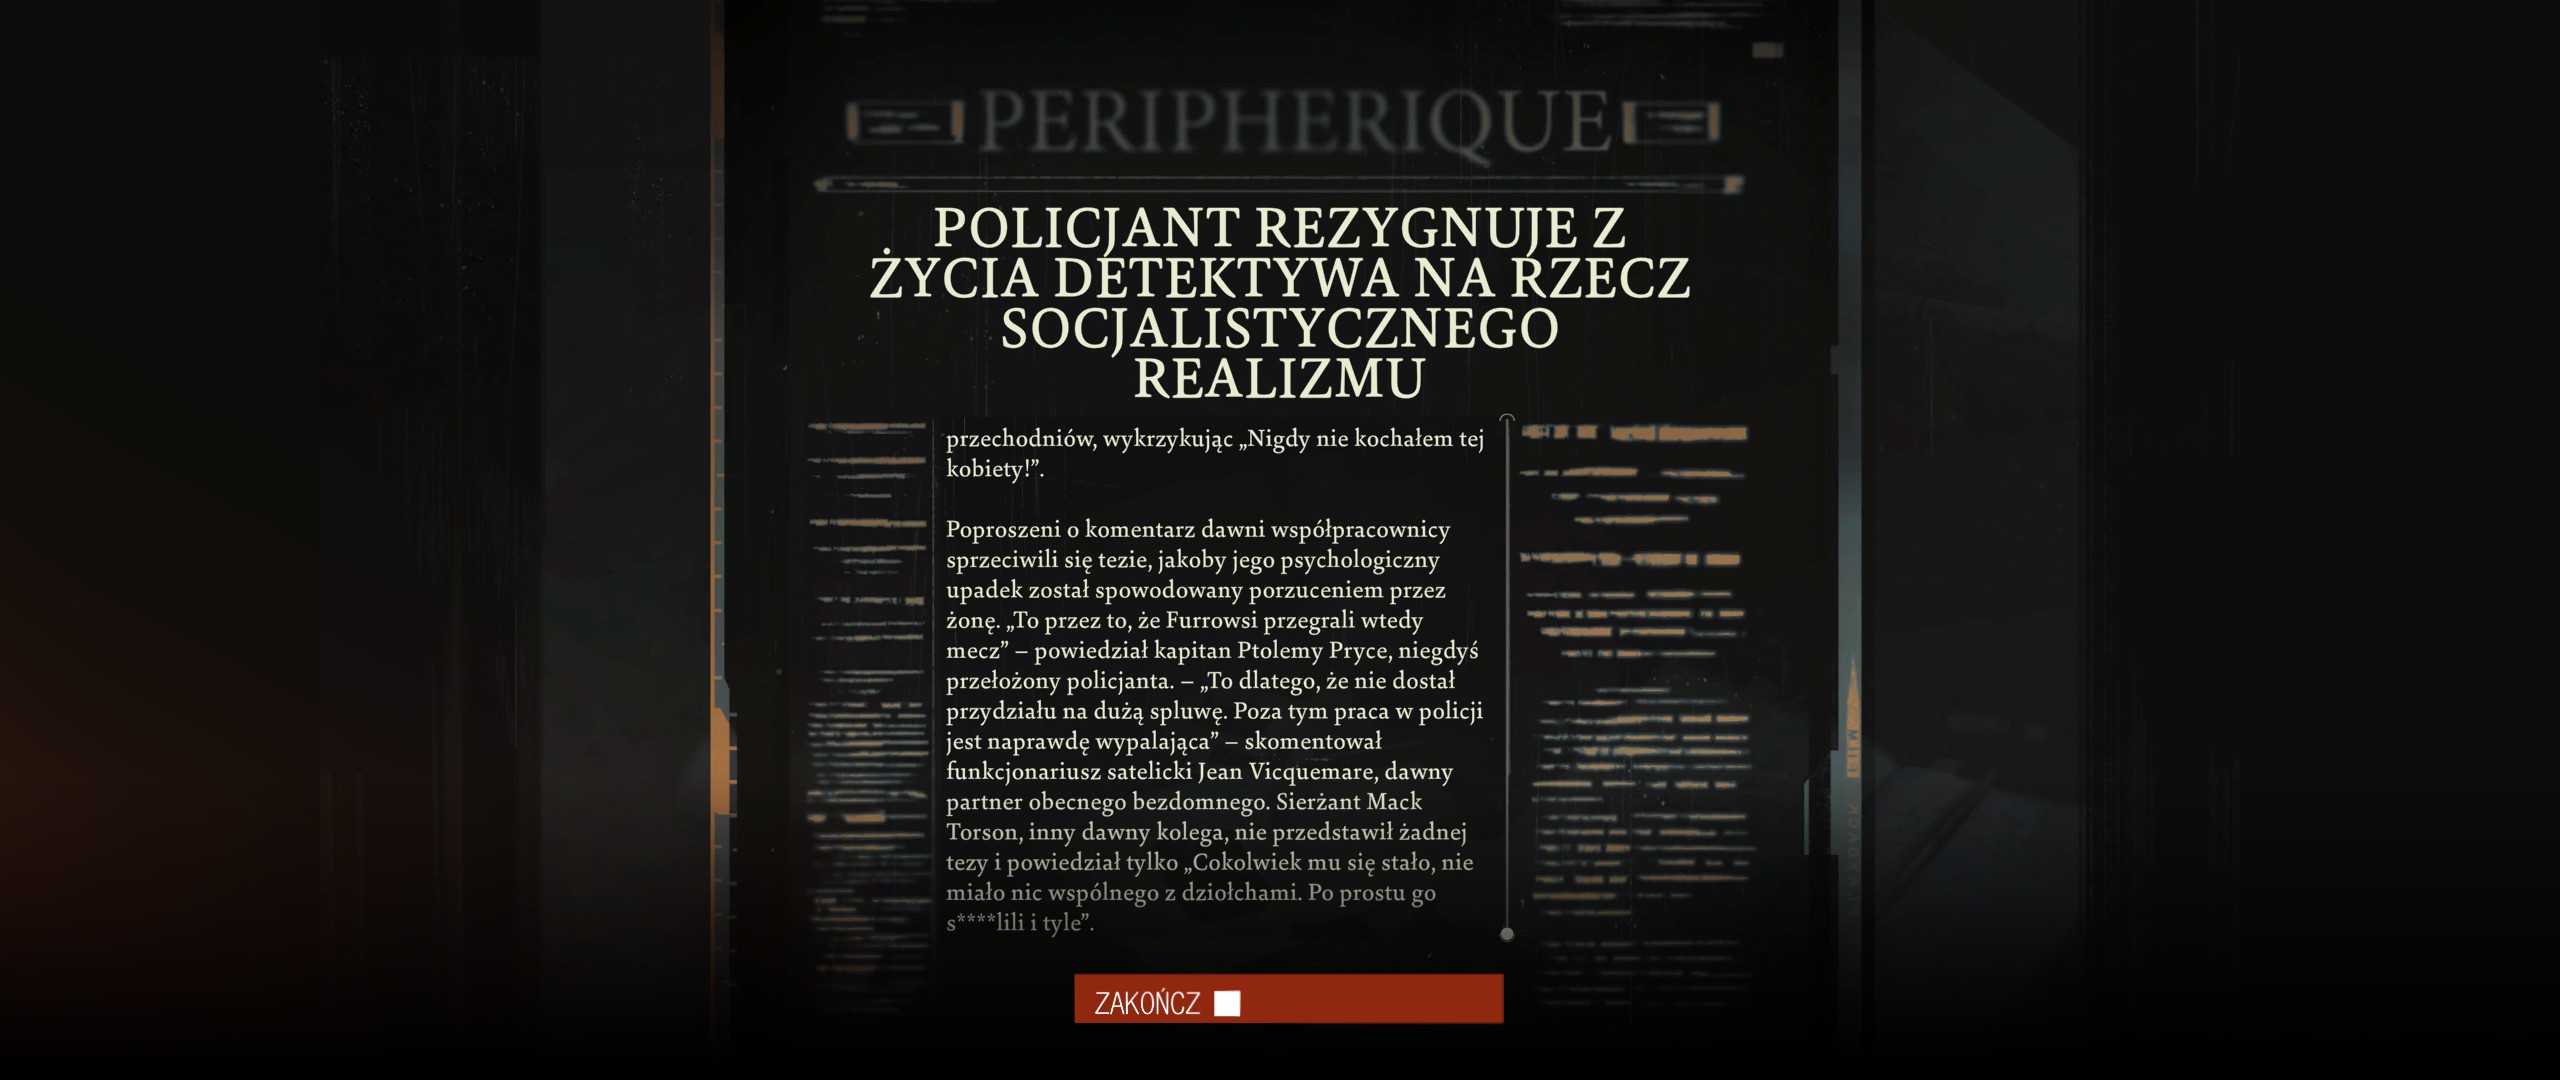 PERIPHERIQUE
POLICJANT REZYGNUJE Z
ŻYCIA DETEKTYWA NA RZECZ
SOCJALISTYCZNEGO
REALIZMU
przechodniów, wykrzykując „Nigdy nie kochałem tej
kobiety!”.
Poproszeni o komentarz dawni współpracownicy
sprzeciwili się tezie, jakoby jego psychologiczny
upadek został spowodowany porzuceniem przez
żonę. „To przez to, że Furrowsi przegrali wtedy
mecz” – powiedział kapitan Ptolemy Pryce, niegdyś
przełożony policjanta. – „To dlatego, że nie dostał
przydziału na dużą spluwę. Poza tym praca w policji
jest naprawdę wypalająca” – skomentował
funkcjonariusz satelicki Jean Vicquemare, dawny
partner obecnego bezdomnego. Sierżant Mack
Torson, inny dawny kolega, nie przedstawił żadnej
tezy i powiedział tylko „Cokolwiek mu się stało, nie
miało nic wspólnego z dziołchami. Po prostu go
s****lili i tyle”.
ZAKOŃCZ